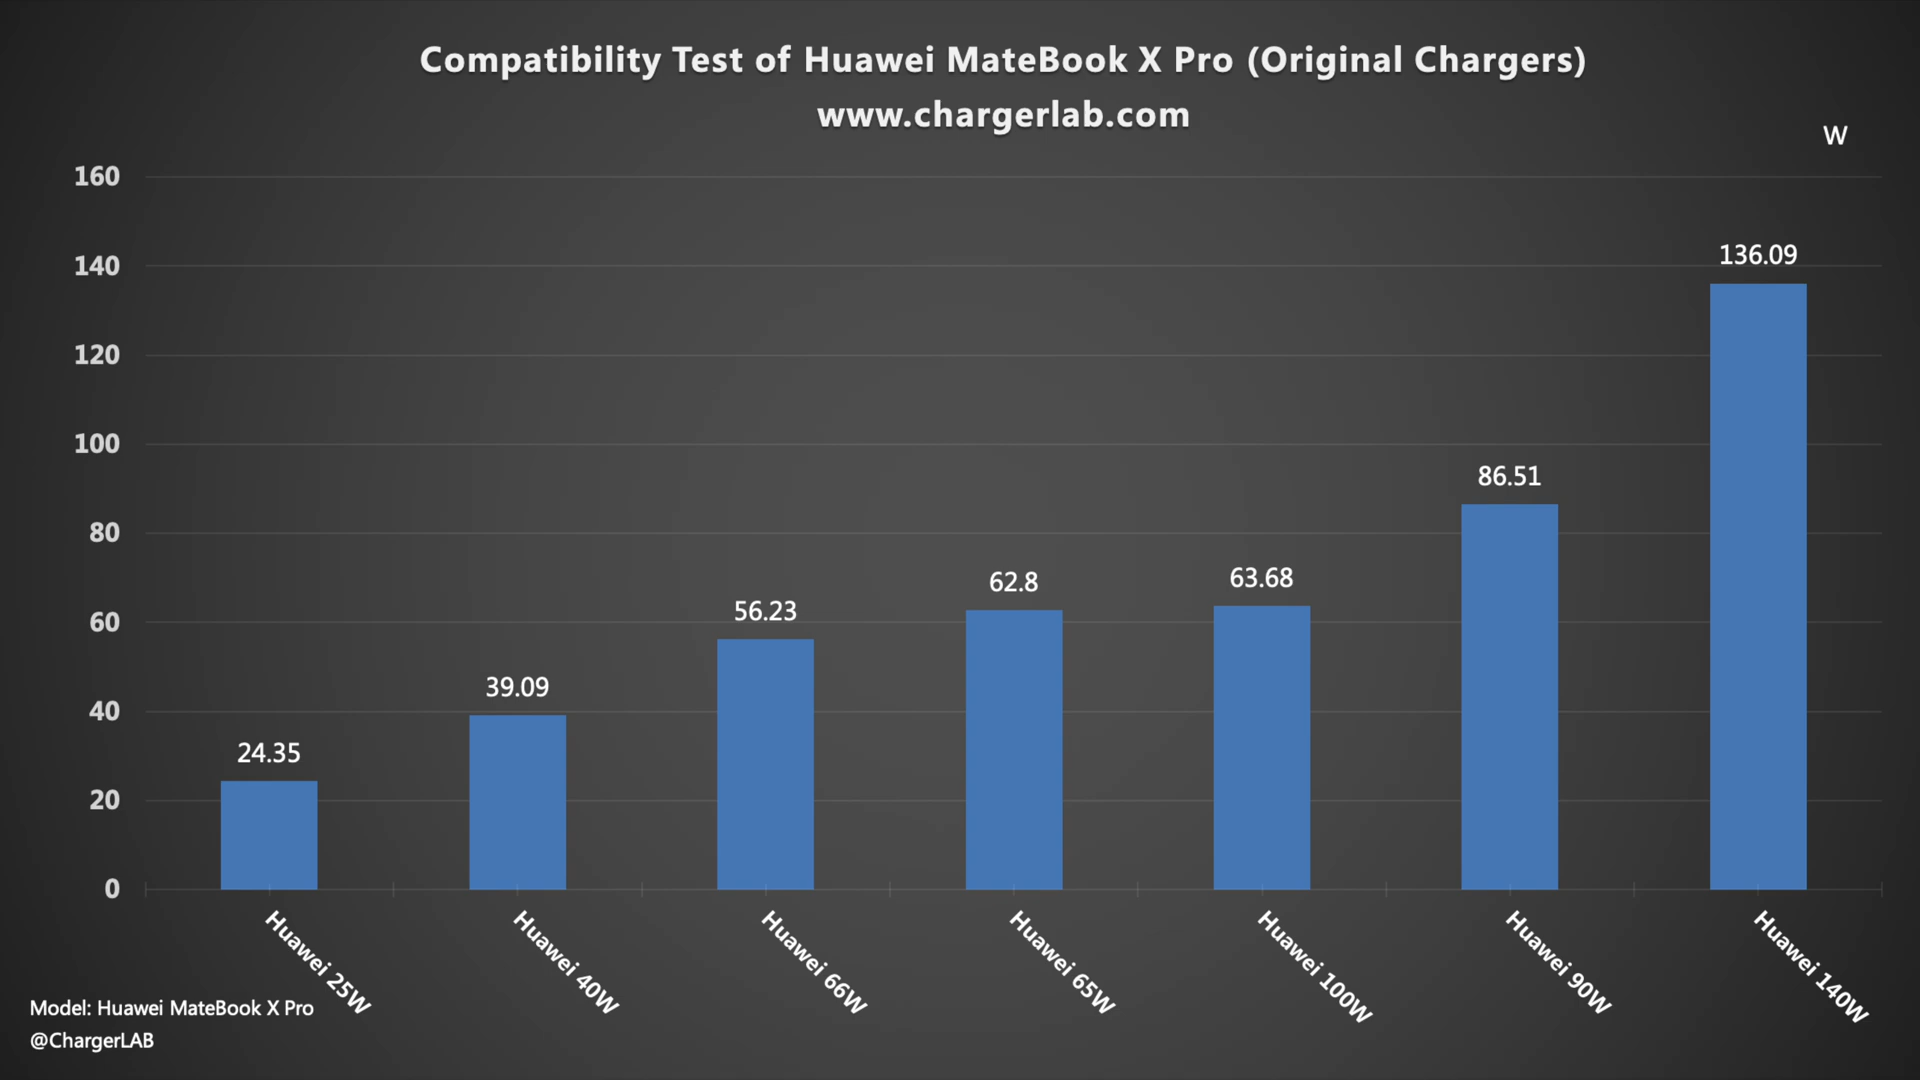 Compatibility Test of Huawei MateBook X Pro (Original Chargers)
www.chargerlab.com
W
160
140
120
100
80
60
40
20
0
24.35
39.09
56.23
62.8
63.68
86.51
136.09
Huawei 25W
Huawei 40W
Huawei 66W
Huawei 65W
Huawei 100W
Huawei 90W
Huawei 140W
Model: Huawei MateBook X Pro
@ChargerLAB